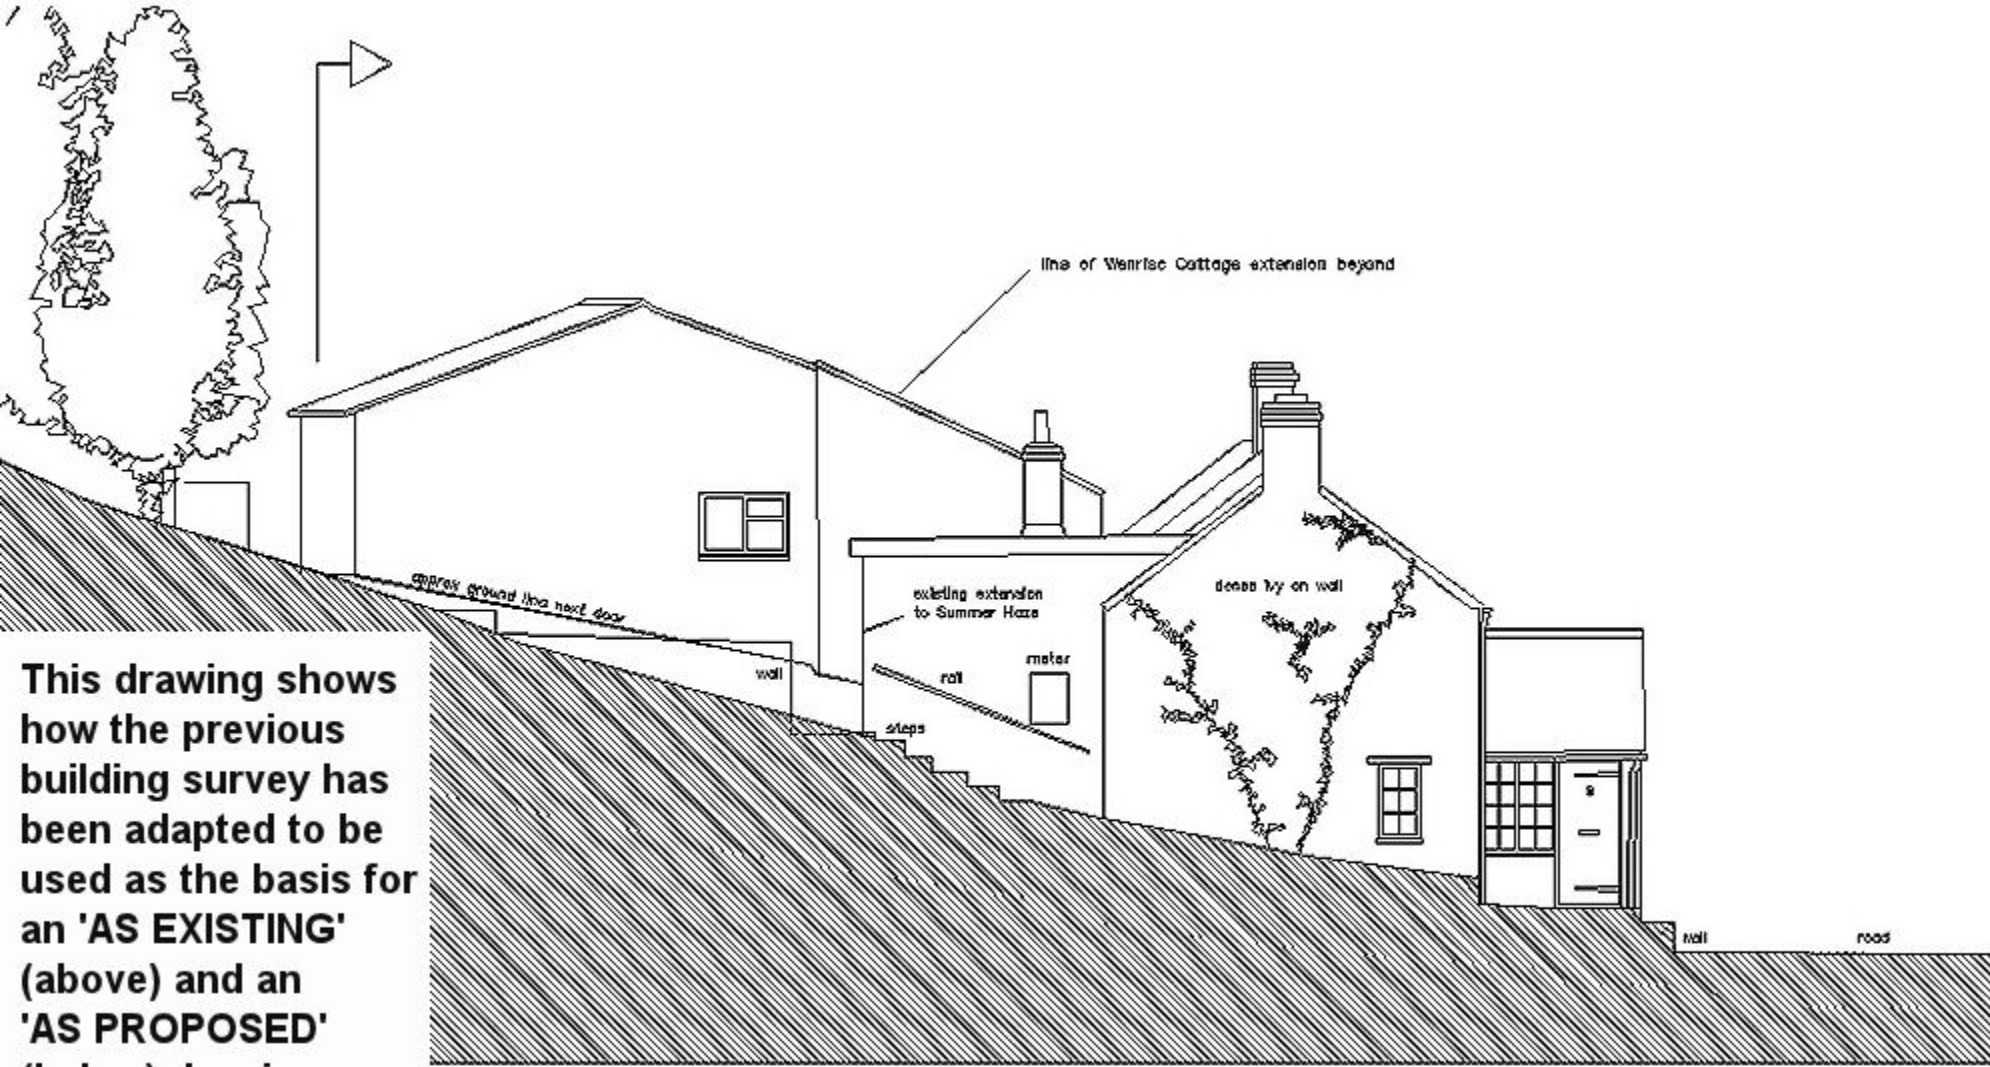 line of Wenrisc Cottage extension beyond
dense ivy on wall
existing extension
to Summer Haze
approx ground line next door
meter
rail
wall
steps
wall
road
This drawing shows
how the previous
building survey has
been adapted to be
used as the basis for
an 'AS EXISTING'
(above) and an
'AS PROPOSED'